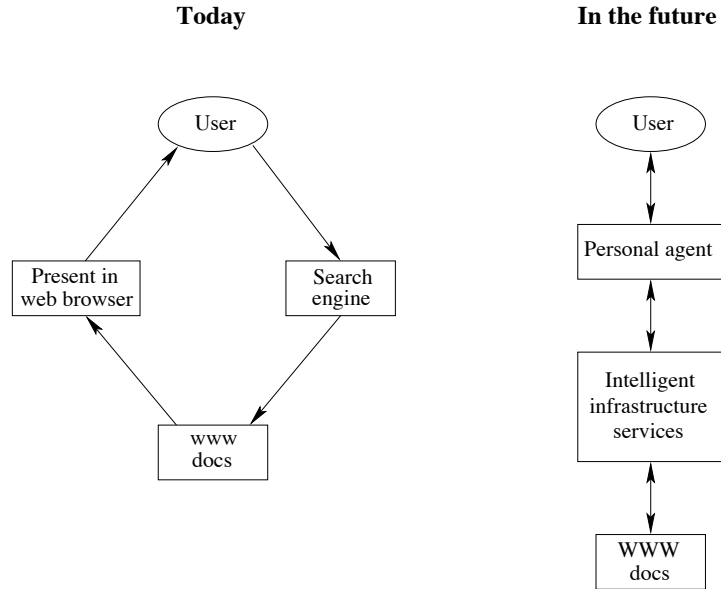 Today
User
Present in
web browser
Search
engine
www
docs
In the future
User
Personal agent
Intelligent
infrastructure
services
WWW
docs